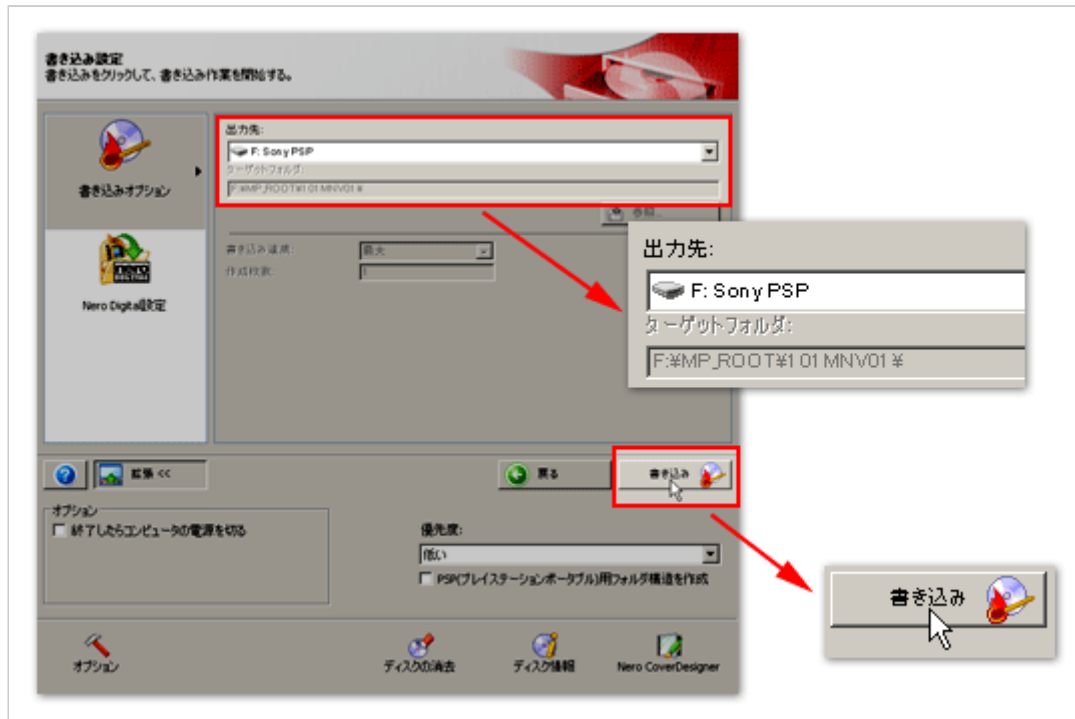 書き込み設定
書き込みをクリックして、書き込み作業を開始する。
書き込みオプション
Nero Digital設定
出力先:
F: Sony PSP
ターゲットフォルダ:
F:¥MP_ROOT¥101MNV01¥
参照...
書き込み速度:
最大
作成枚数:
1
出力先:
F: Sony PSP
ターゲットフォルダ:
F:¥MP_ROOT¥101MNV01¥
拡張 <<
戻る
書き込み
オプション
終了したらコンピュータの電源を切る
優先度:
低い
PSP(プレイステーションポータブル)用フォルダ構造を作成
書き込み
オプション
ディスクの消去
ディスク情報
Nero CoverDesigner